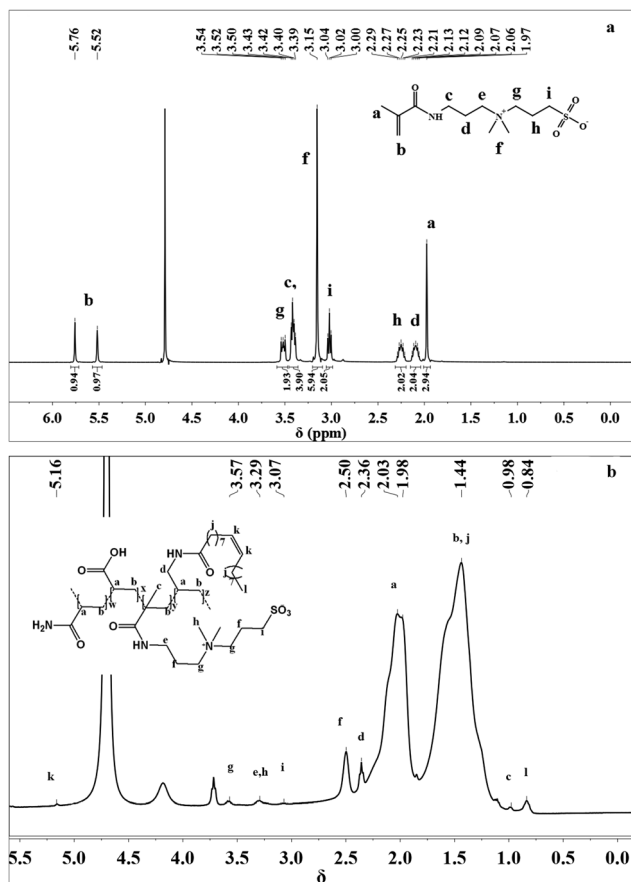 5.76
5.52
3.54
3.52
3.50
3.43
3.42
3.40
3.39
3.15
3.04
3.02
3.00
2.29
2.27
2.25
2.23
2.21
2.13
2.12
2.09
2.07
2.06
1.97
a
O
NH
N+
S
O
O
O-
a
b
c
d
e
f
g
h
i
b
g
c,
f
i
h
d
a
0.94
0.97
1.93
3.90
5.94
2.05
2.02
2.04
2.94
6.0 5.5 5.0 4.5 4.0 3.5 3.0 2.5 2.0 1.5 1.0 0.5 0.0
δ (ppm)
5.16
3.57
3.29
3.07
2.50
2.36
2.03
1.98
1.44
0.98
0.84
b
j
k
7
k
NH
O
j
l
d
OH
O
a
b
x
c
a
b
z
a
b
w
b
y
H2N
O
O
NH
e
f
g
h
N+
g
f
i
SO3
k
g
e,h
i
f
d
a
b, j
c
l
5.5 5.0 4.5 4.0 3.5 3.0 2.5 2.0 1.5 1.0 0.5 0.0
δ